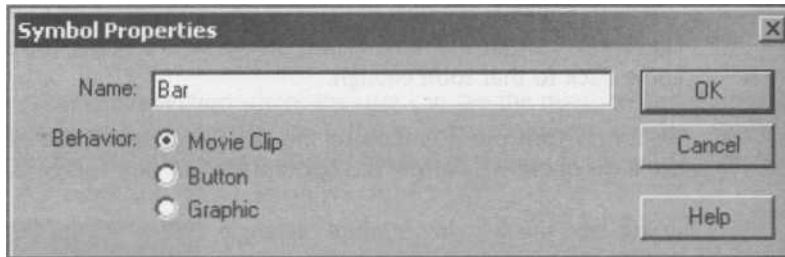 Symbol Properties
Name: Bar
OK
Behavior: Movie Clip
Cancel
Button
Graphic
Help